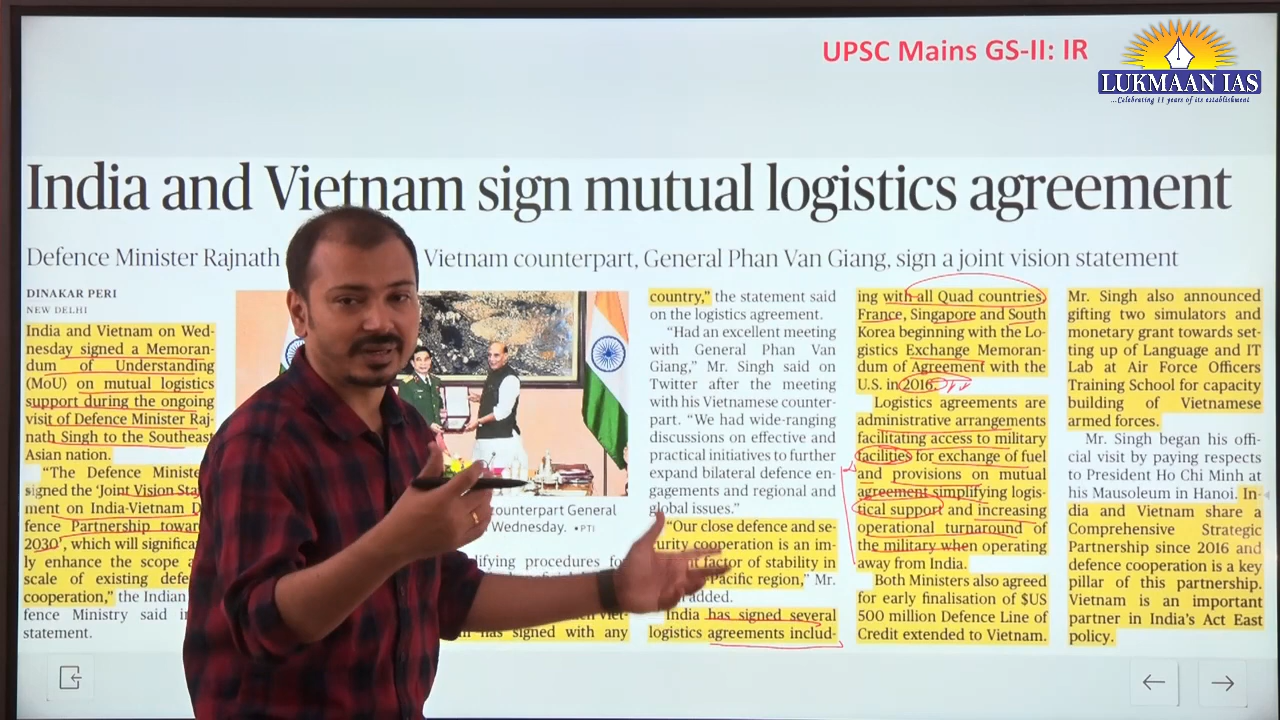 UPSC Mains GS-II: IR
LUKMAAN IAS
...Celebrating 11 years of its establishment
India and Vietnam sign mutual logistics agreement
Defence Minister Rajnath Vietnam counterpart, General Phan Van Giang, sign a joint vision statement
DINAKAR PERI
NEW DELHI
India and Vietnam on Wed-
nesday signed a Memoran-
dum of Understanding
(MoU) on mutual logistics
support during the ongoing
visit of Defence Minister Raj-
nath Singh to the Southeast
Asian nation.
"The Defence Ministe
signed the 'Joint Vision Sta
ment on India-Vietnam D
fence Partnership towar
2030', which will significa
ly enhance the scope a
scale of existing defe
cooperation," the Indian
fence Ministry said i
statement.
counterpart General
Wednesday. • PTI
lifying procedures fo
has signed with any
country," the statement said
on the logistics agreement.
"Had an excellent meeting
with General Phan Van
Giang," Mr. Singh said on
Twitter after the meeting
with his Vietnamese counter-
part. "We had wide-ranging
discussions on effective and
practical initiatives to further
expand bilateral defence en-
gagements and regional and
global issues."
"Our close defence and se-
urity cooperation is an im-
t factor of stability in
-Pacific region," Mr.
added.
India has signed several
logistics agreements includ-
ing with all Quad countries,
France, Singapore and South
Korea beginning with the Lo-
gistics Exchange Memoran-
dum of Agreement with the
U.S. in 2016.
Logistics agreements are
administrative arrangements
facilitating access to military
facilities for exchange of fuel
and provisions on mutual
agreement simplifying logis-
tical support and increasing
operational turnaround of
the military when operating
away from India.
Both Ministers also agreed
for early finalisation of $US
500 million Defence Line of
Credit extended to Vietnam.
Mr. Singh also announced
gifting two simulators and
monetary grant towards set-
ting up of Language and IT
Lab at Air Force Officers
Training School for capacity
building of Vietnamese
armed forces.
Mr. Singh began his offi-
cial visit by paying respects
to President Ho Chi Minh at
his Mausoleum in Hanoi. In-
dia and Vietnam share a
Comprehensive Strategic
Partnership since 2016 and
defence cooperation is a key
pillar of this partnership.
Vietnam is an important
partner in India's Act East
policy.